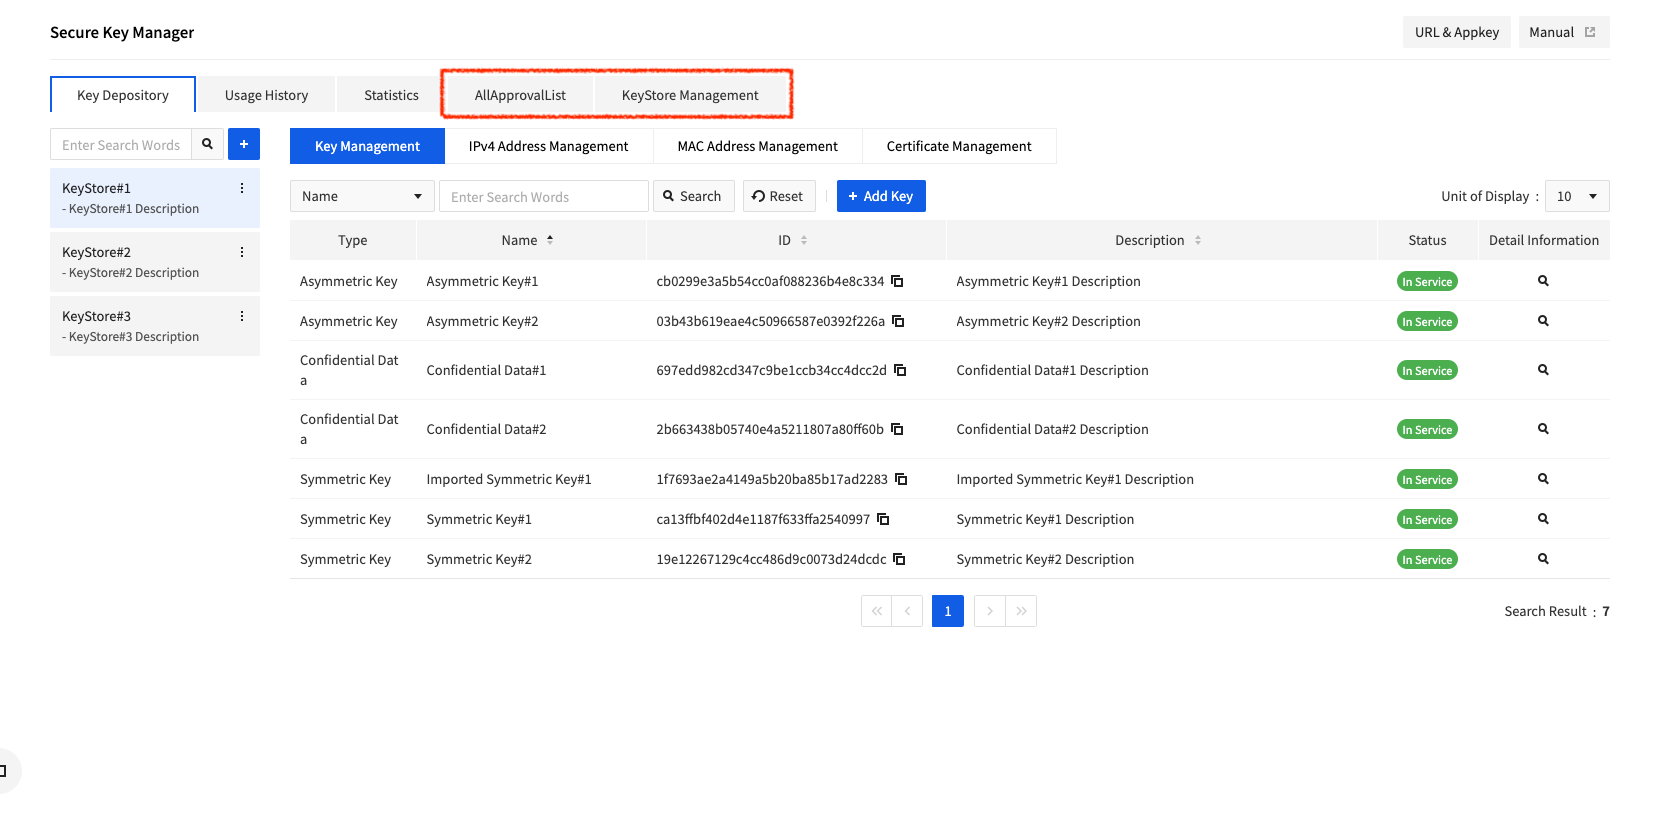 Secure Key Manager
URL & Appkey
Manual
Key Depository
Usage History
Statistics
AllApprovalList
KeyStore Management
Enter Search Words
+
KeyStore#1
- KeyStore#1 Description
KeyStore#2
- KeyStore#2 Description
KeyStore#3
- KeyStore#3 Description
Key Management
IPv4 Address Management
MAC Address Management
Certificate Management
Name
Enter Search Words
Search
Reset
+ Add Key
Unit of Display : 10
Type Name ID Description Status Detail Information
Asymmetric Key Asymmetric Key#1 cb0299e3a5b54cc0af088236b4e8c334 Asymmetric Key#1 Description In Service
Asymmetric Key Asymmetric Key#2 03b43b619eae4c50966587e0392f226a Asymmetric Key#2 Description In Service
Confidential Dat
a
Confidential Data#1 697edd982cd347c9be1ccb34cc4dcc2d Confidential Data#1 Description In Service
Confidential Dat
a
Confidential Data#2 2b663438b05740e4a5211807a80ff60b Confidential Data#2 Description In Service
Symmetric Key Imported Symmetric Key#1 1f7693ae2a4149a5b20ba85b17ad2283 Imported Symmetric Key#1 Description In Service
Symmetric Key Symmetric Key#1 ca13ffbf402d4e1187f633ffa2540997 Symmetric Key#1 Description In Service
Symmetric Key Symmetric Key#2 19e12267129c4cc486d9c0073d24dcdc Symmetric Key#2 Description In Service
« ‹ 1 › »
Search Result : 7